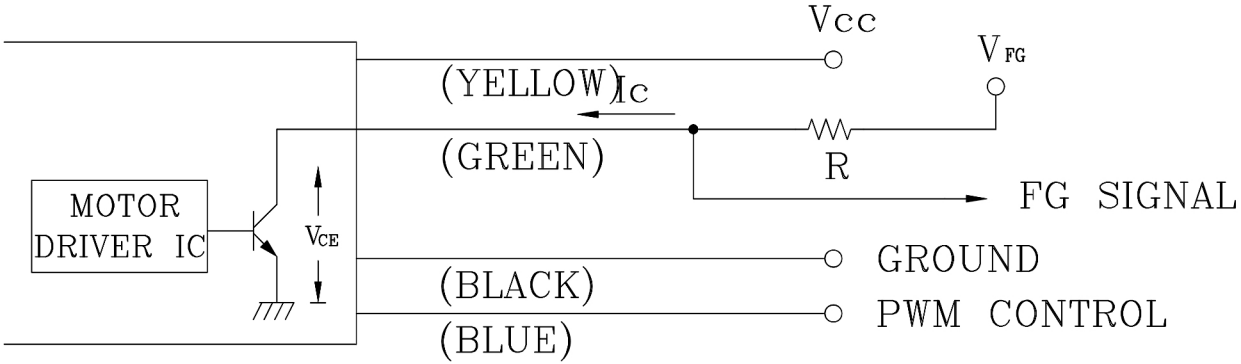 Vcc
VFG
(YELLOW)
Ic
(GREEN)
R
FG SIGNAL
MOTOR
DRIVER IC
VCE
GROUND
(BLACK)
PWM CONTROL
(BLUE)